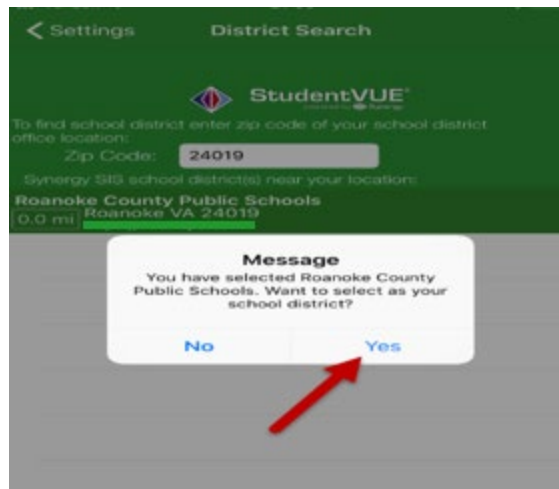 Settings District Search
StudentVUE
To find school district enter zip code of your school district
office location:
Zip Code: 24019
Synergy SIS school district(s) near your location:
Roanoke County Public Schools
0.0 mi Roanoke VA 24019
Message
You have selected Roanoke County
Public Schools. Want to select as your
school district?
No Yes